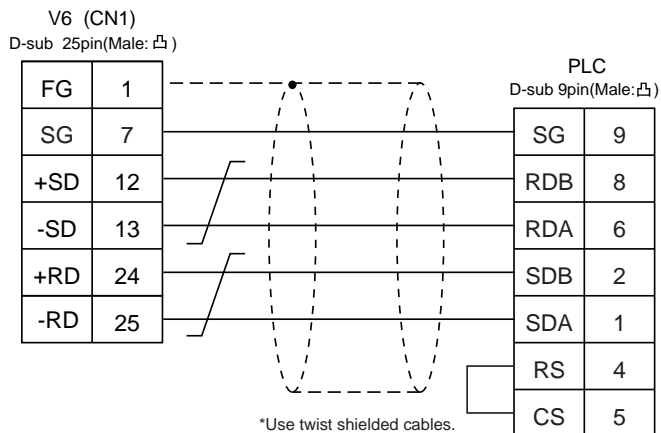 V6 (CN1)
D-sub 25pin(Male: 凸)
FG 1
SG 7
+SD 12
-SD 13
+RD 24
-RD 25
PLC
D-sub 9pin(Male:凸)
SG 9
RDB 8
RDA 6
SDB 2
SDA 1
RS 4
CS 5
*Use twist shielded cables.